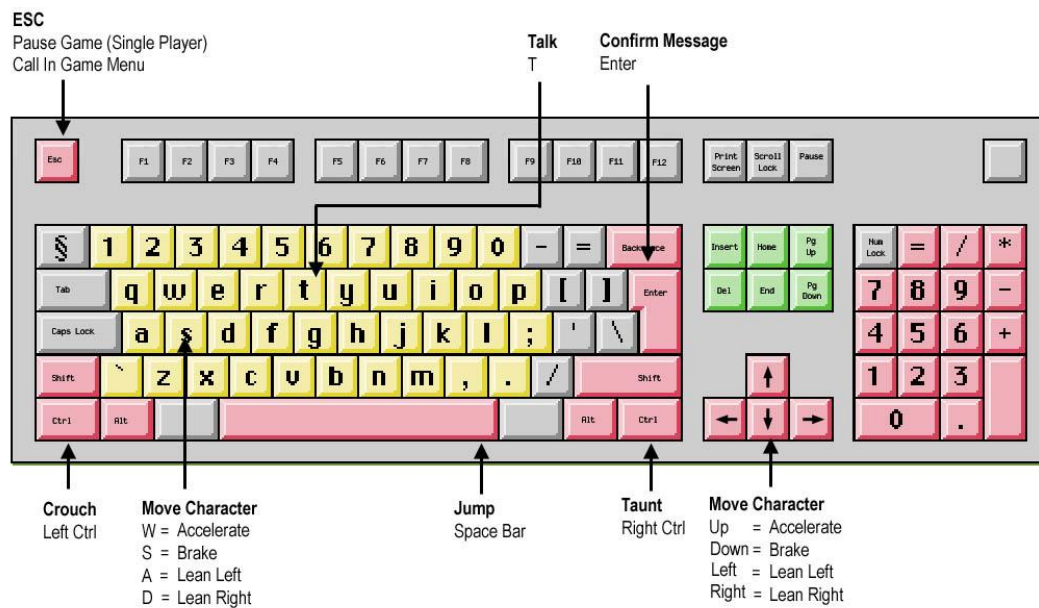 ESC
Pause Game (Single Player)
Call In Game Menu
Talk
T
Confirm Message
Enter
Esc F1 F2 F3 F4 F5 F6 F7 F8 F9 F10 F11 F12 Print Screen Scroll Lock Pause
§ 1 2 3 4 5 6 7 8 9 0 - = Backspace Insert Home Pg Up Num Lock = / *
Tab q w e r t y u i o p [ ] Enter Del End Pg Down 7 8 9 -
Caps Lock a s d f g h j k l ; ' \ 4 5 6 +
Shift ` z x c v b n m , . / Shift ↑ 1 2 3
Ctrl Alt Alt Ctrl ← ↓ → 0 .
Crouch
Left Ctrl
Move Character
W = Accelerate
S = Brake
A = Lean Left
D = Lean Right
Jump
Space Bar
Taunt
Right Ctrl
Move Character
Up = Accelerate
Down = Brake
Left = Lean Left
Right = Lean Right